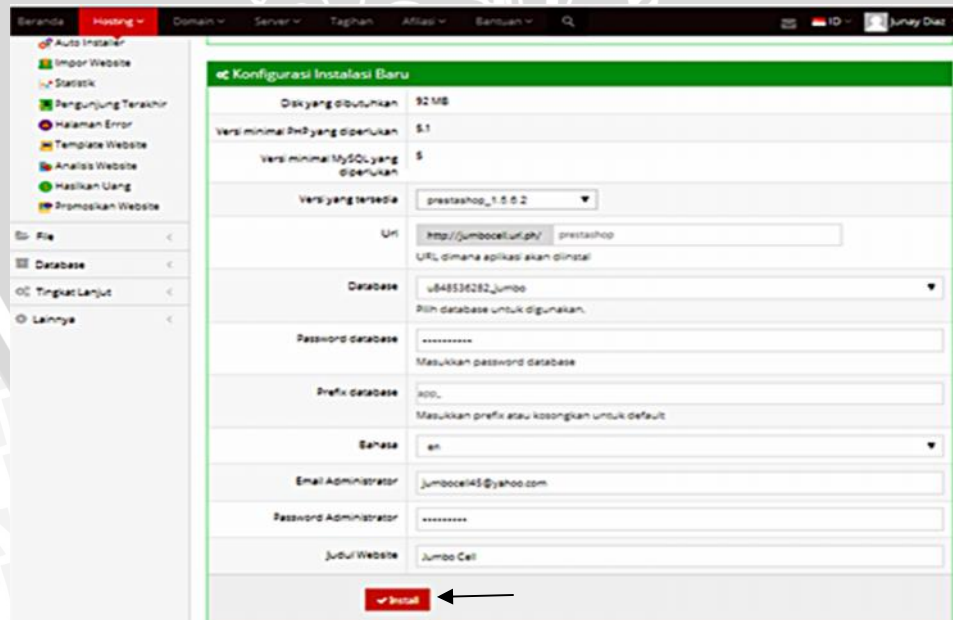 Beranda Hosting Domain Server Tagihan Afiliasi Bantuan ID Junay Diaz
Auto Installer
Impor Website
Statistik
Pengunjung Terakhir
Halaman Error
Template Website
Analisis Website
Hasilkan Uang
Promosikan Website
File
Database
Tingkat Lanjut
Lainnya
Konfigurasi Instalasi Baru
Disk yang dibutuhkan 92 MB
Versi minimal PHP yang diperlukan 5.1
Versi minimal MySQL yang diperlukan 5
Versi yang tersedia prestashop_1.5.6.2
Url http://jumbocell.url.ph/ prestashop
URL dimana aplikasi akan diinstal
Database u848536282_jumbo
Pilih database untuk digunakan.
Password database ••••••••••
Masukkan password database
Prefix database app_
Masukkan prefix atau kosongkan untuk default
Bahasa en
Email Administrator jumbocell45@yahoo.com
Password Administrator •••••••••
Judul Website Jumbo Cell
Install